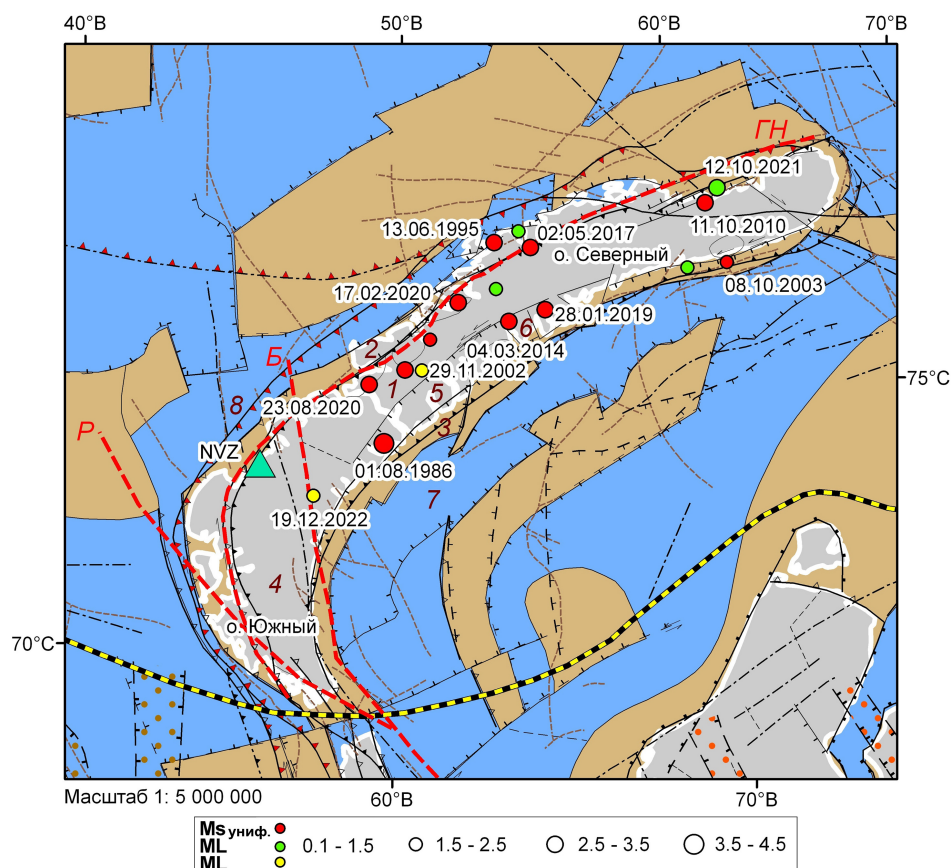 40°В 50°В 60°В 70°В
ГН
12.10.2021
13.06.1995
02.05.2017
11.10.2010
о. Северный
08.10.2003
17.02.2020
28.01.2019
6
2
04.03.2014
Б
29.11.2002
75°С
1
5
8
23.08.2020
3
Р
NVZ
01.08.1986
7
19.12.2022
4
о. Южный
70°С
Масштаб 1: 5 000 000
60°В 70°В
Ms униф.
ML 0.1 - 1.5 1.5 - 2.5 2.5 - 3.5 3.5 - 4.5
ML